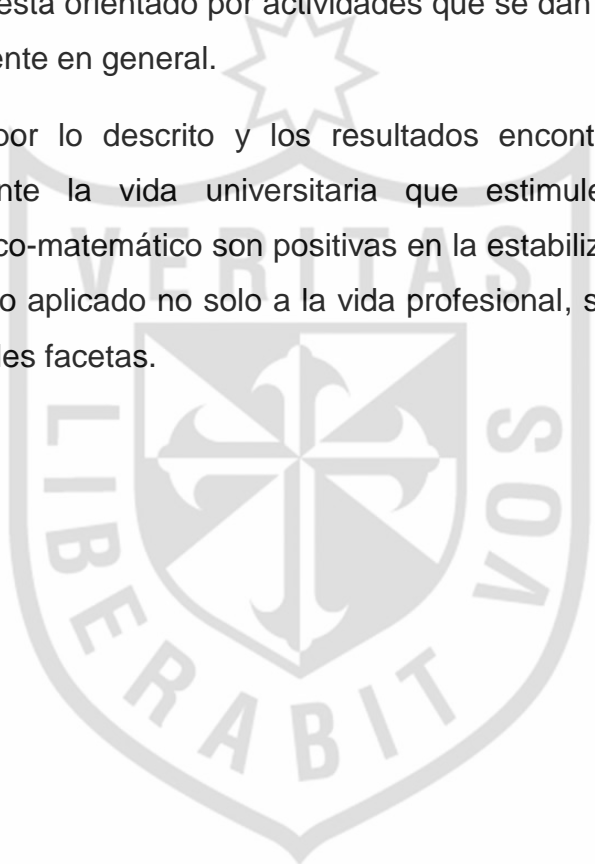 está orientado por actividades que se dan
ente en general.
por lo descrito y los resultados encont
nte la vida universitaria que estimule
co-matemático son positivas en la estabiliz
o aplicado no solo a la vida profesional, s
les facetas.
VERITAS
LIBERABIT VOS